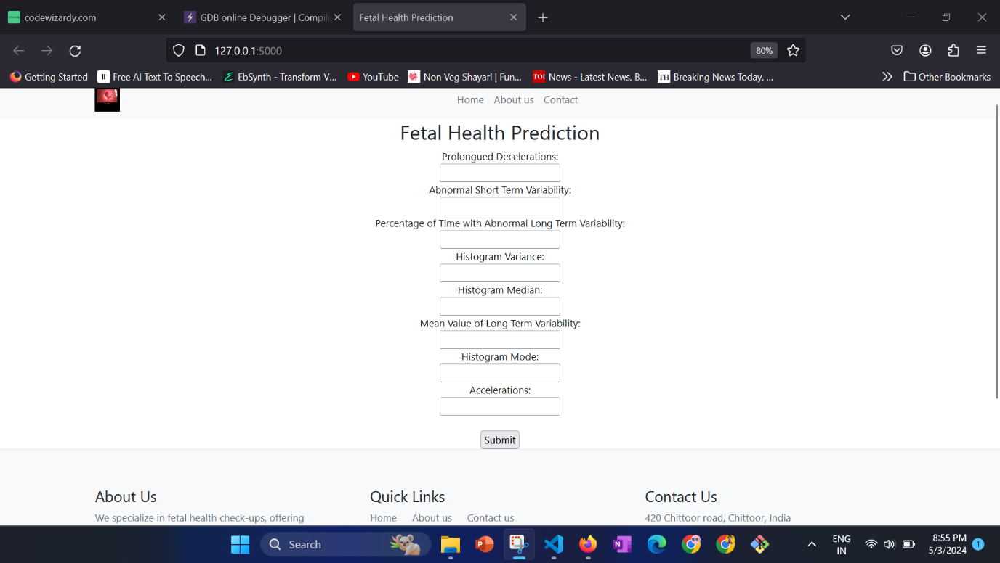 codewizardy.com
GDB online Debugger | Compile
Fetal Health Prediction
127.0.0.1:5000
80%
Getting Started
Free AI Text To Speech...
EbSynth - Transform V...
YouTube
Non Veg Shayari | Fun...
TOI News - Latest News, B...
TH Breaking News Today, ...
Other Bookmarks
Home About us Contact
Fetal Health Prediction
Prolongued Decelerations:
Abnormal Short Term Variability:
Percentage of Time with Abnormal Long Term Variability:
Histogram Variance:
Histogram Median:
Mean Value of Long Term Variability:
Histogram Mode:
Accelerations:
Submit
About Us
We specialize in fetal health check-ups, offering
Quick Links
Home About us Contact us
Contact Us
420 Chittoor road, Chittoor, India
Search
ENG
IN
8:55 PM
5/3/2024
1